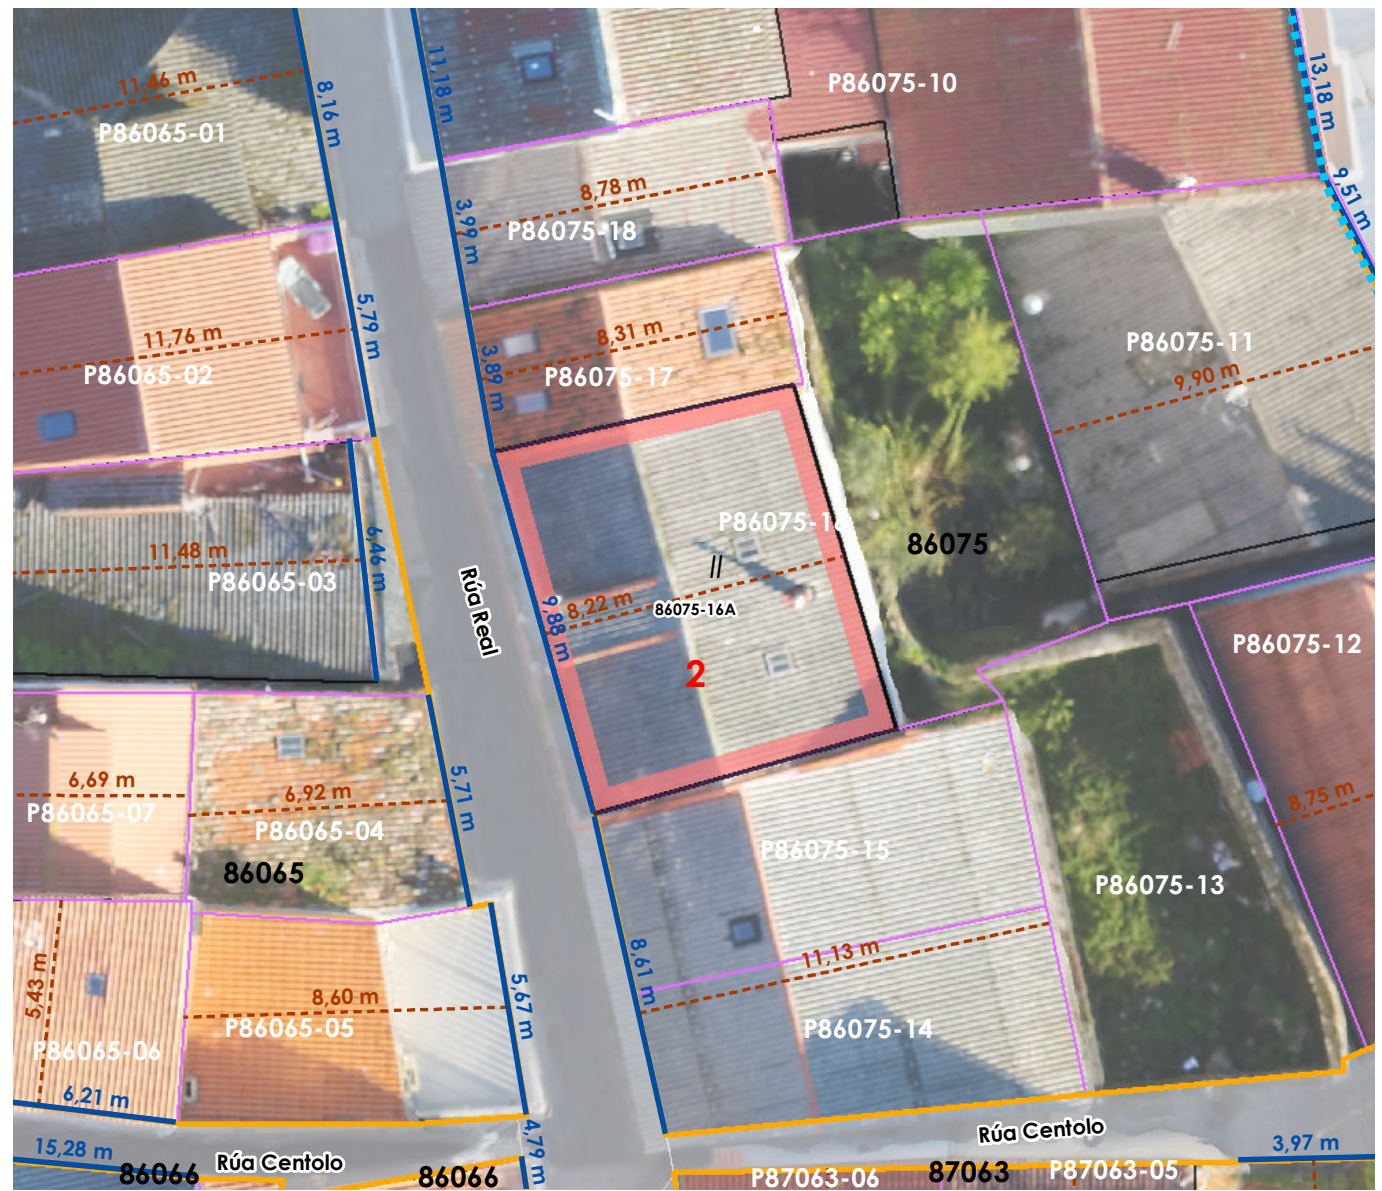 11,46 m
P86065-01
8,16 m
11,18 m
P86075-10
13,18 m
9,51 m
8,78 m
P86075-18
3,99 m
5,79 m
11,76 m
P86065-02
8,31 m
P86075-17
3,89 m
P86075-11
9,90 m
6,46 m
11,48 m
P86065-03
P86075-16
86075
II
8,22 m
86075-16A
9,88 m
Rúa Real
2
P86075-12
6,69 m
P86065-07
6,92 m
P86065-04
86065
5,71 m
8,75 m
P86075-15
P86075-13
5,43 m
8,60 m
P86065-05
P86065-06
5,67 m
8,61 m
11,13 m
P86075-14
6,21 m
4,79 m
Rúa Centolo
15,28 m
86066
Rúa Centolo
86066
P87063-06
87063
P87063-05
3,97 m